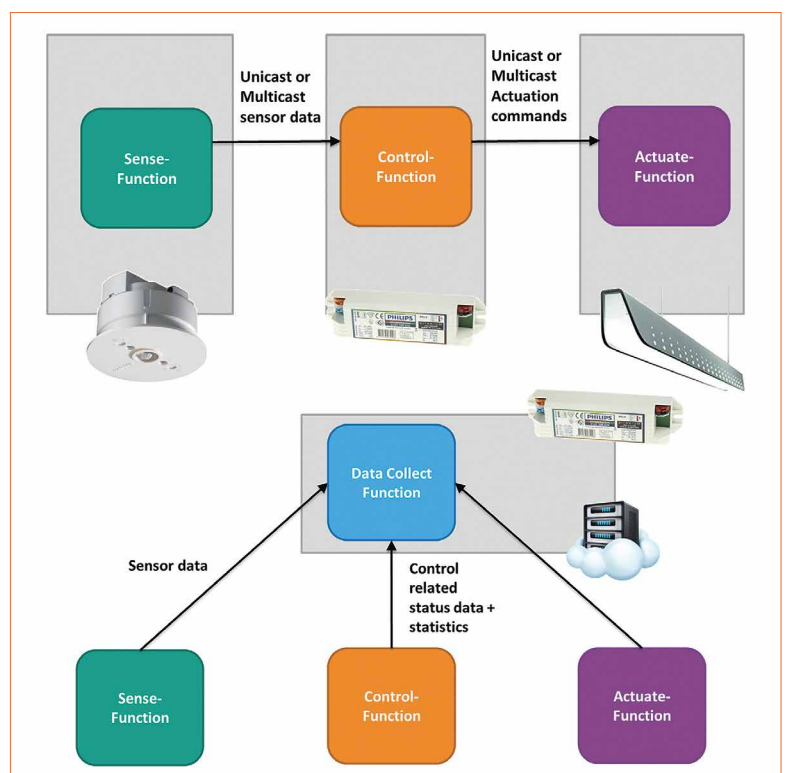 Unicast or
Multicast
sensor data
Unicast or
Multicast
Actuation
commands
Sense-
Function
Control-
Function
Actuate-
Function
PHILIPS
PHILIPS
Data Collect
Function
Sensor data
Control
related
status data +
statistics
Sense-
Function
Control-
Function
Actuate-
Function